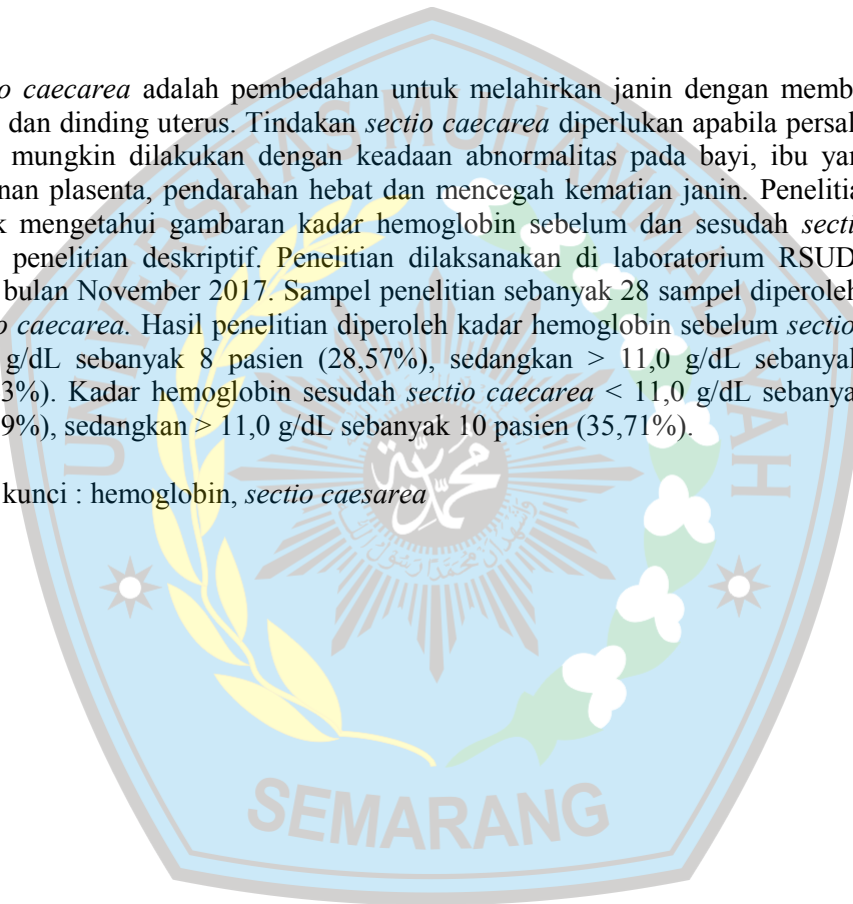 o caecarea adalah pembedahan untuk melahirkan janin dengan memb
dan dinding uterus. Tindakan sectio caecarea diperlukan apabila persal
mungkin dilakukan dengan keadaan abnormalitas pada bayi, ibu yan
nan plasenta, pendarahan hebat dan mencegah kematian janin. Penelitia
k mengetahui gambaran kadar hemoglobin sebelum dan sesudah secti
penelitian deskriptif. Penelitian dilaksanakan di laboratorium RSUD
bulan November 2017. Sampel penelitian sebanyak 28 sampel diperoleh
o caecarea. Hasil penelitian diperoleh kadar hemoglobin sebelum sectio
g/dL sebanyak 8 pasien (28,57%), sedangkan > 11,0 g/dL sebanyak
3%). Kadar hemoglobin sesudah sectio caecarea < 11,0 g/dL sebanya
9%), sedangkan > 11,0 g/dL sebanyak 10 pasien (35,71%).
kunci : hemoglobin, sectio caesarea
UNIVERSITAS MUHAMMADIYAH
SEMARANG